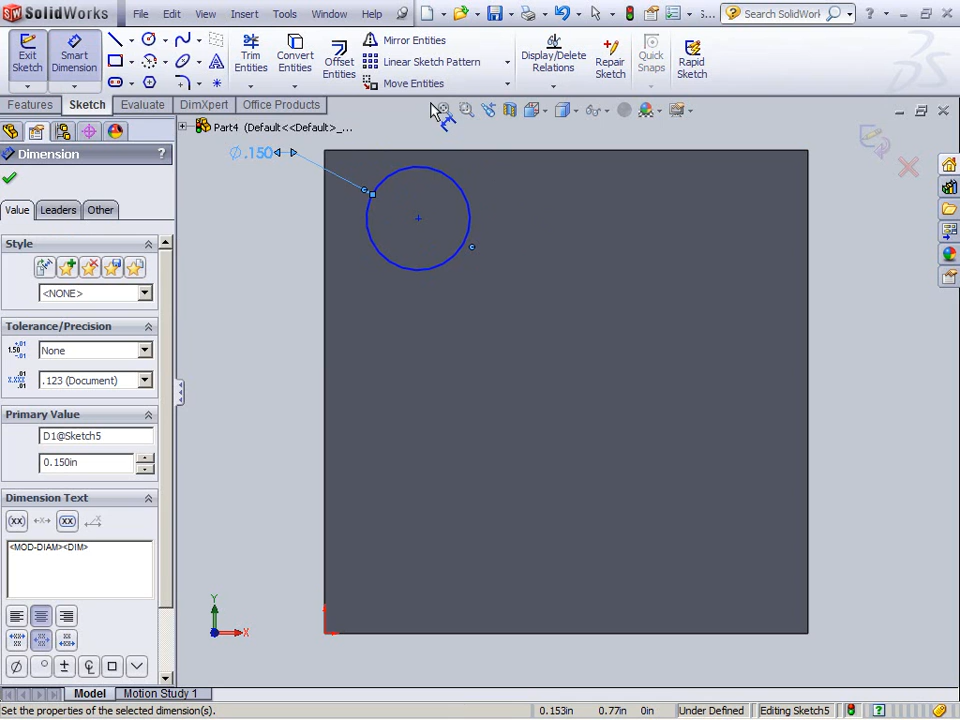 SolidWorks File Edit View Insert Tools Window Help S... Search SolidWorks
Exit Sketch
Smart Dimension
Trim Entities
Convert Entities
Offset Entities
Mirror Entities
Linear Sketch Pattern
Move Entities
Display/Delete Relations
Repair Sketch
Quick Snaps
Rapid Sketch
Features Sketch Evaluate DimXpert Office Products
Part4 (Default<<Default>_...
Dimension ?
Value Leaders Other
Style
<NONE>
Tolerance/Precision
None
.123 (Document)
Primary Value
D1@Sketch5
0.150in
Dimension Text
(xx) (xx)
<MOD-DIAM><DIM>
Ø.150
Y
X
Model Motion Study 1
Set the properties of the selected dimension(s). 0.153in 0.77in 0in Under Defined Editing Sketch5